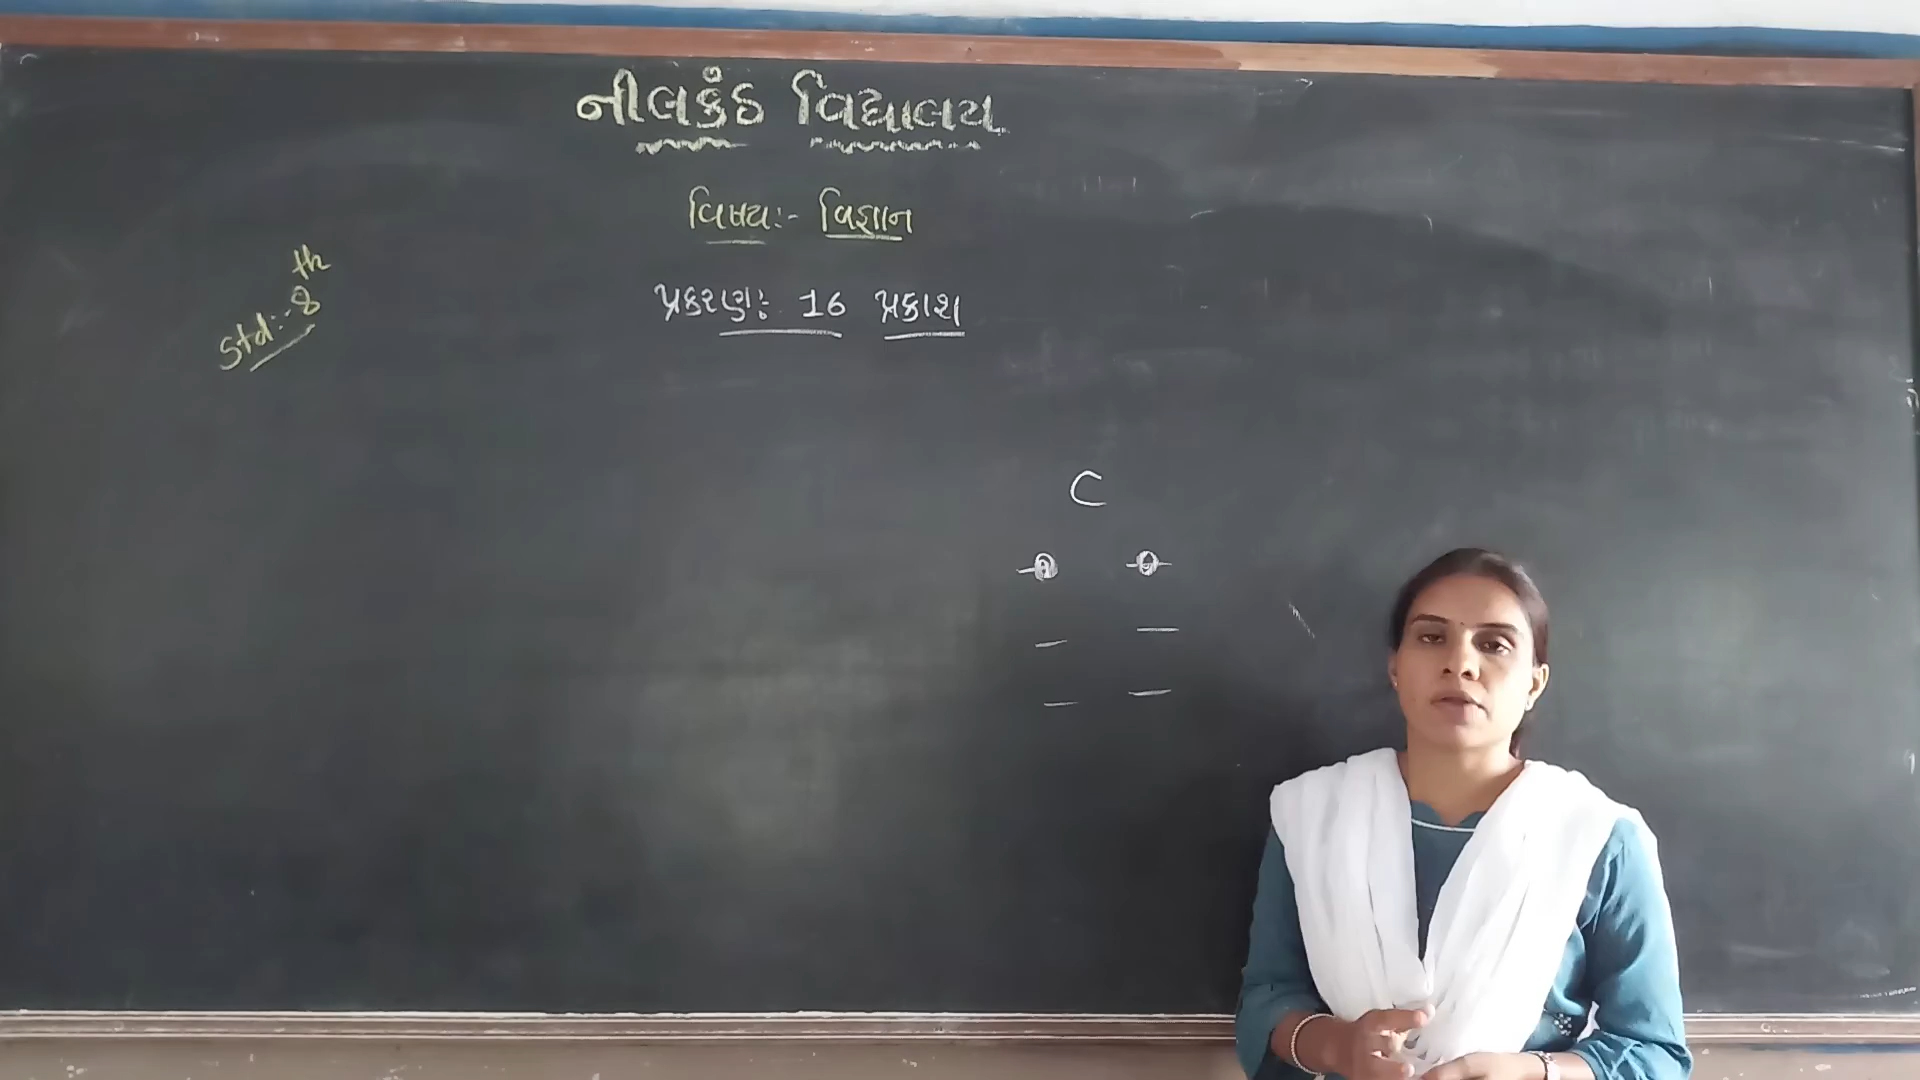 નીલકંઠ વિદ્યાલય
વિષય:- વિજ્ઞાન
Std:- 8th
પ્રકરણ: 16 પ્રકાશ
C